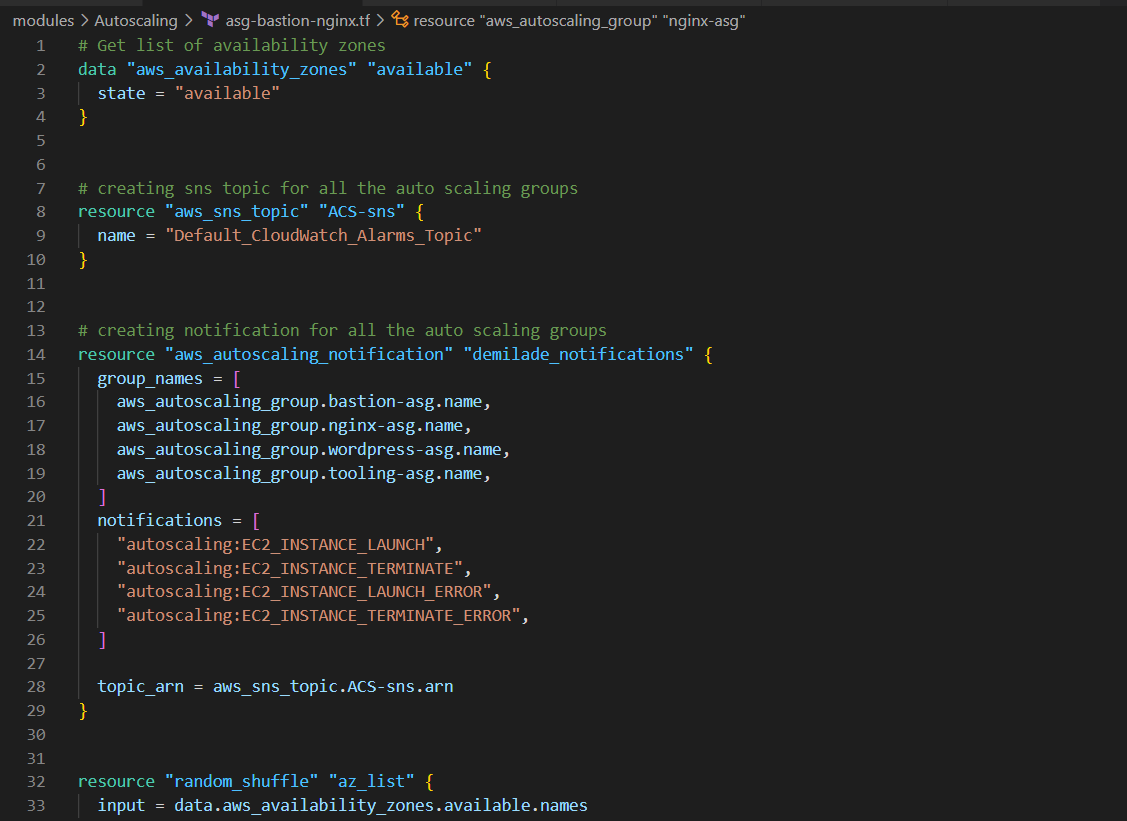 modules > Autoscaling > asg-bastion-nginx.tf > resource "aws_autoscaling_group" "nginx-asg"
1 # Get list of availability zones
2 data "aws_availability_zones" "available" {
3   state = "available"
4 }
5
6
7 # creating sns topic for all the auto scaling groups
8 resource "aws_sns_topic" "ACS-sns" {
9   name = "Default_CloudWatch_Alarms_Topic"
10 }
11
12
13 # creating notification for all the auto scaling groups
14 resource "aws_autoscaling_notification" "demilade_notifications" {
15   group_names = [
16     aws_autoscaling_group.bastion-asg.name,
17     aws_autoscaling_group.nginx-asg.name,
18     aws_autoscaling_group.wordpress-asg.name,
19     aws_autoscaling_group.tooling-asg.name,
20   ]
21   notifications = [
22     "autoscaling:EC2_INSTANCE_LAUNCH",
23     "autoscaling:EC2_INSTANCE_TERMINATE",
24     "autoscaling:EC2_INSTANCE_LAUNCH_ERROR",
25     "autoscaling:EC2_INSTANCE_TERMINATE_ERROR",
26   ]
27
28   topic_arn = aws_sns_topic.ACS-sns.arn
29 }
30
31
32 resource "random_shuffle" "az_list" {
33   input = data.aws_availability_zones.available.names